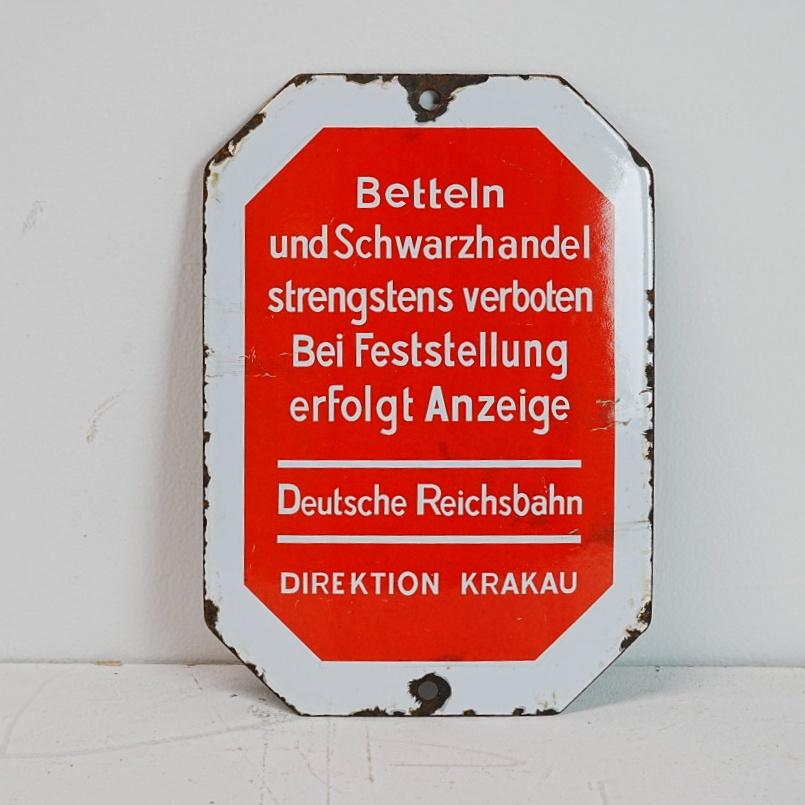 Betteln
und Schwarzhandel
strengstens verboten
Bei Feststellung
erfolgt Anzeige
Deutsche Reichsbahn
DIREKTION KRAKAU